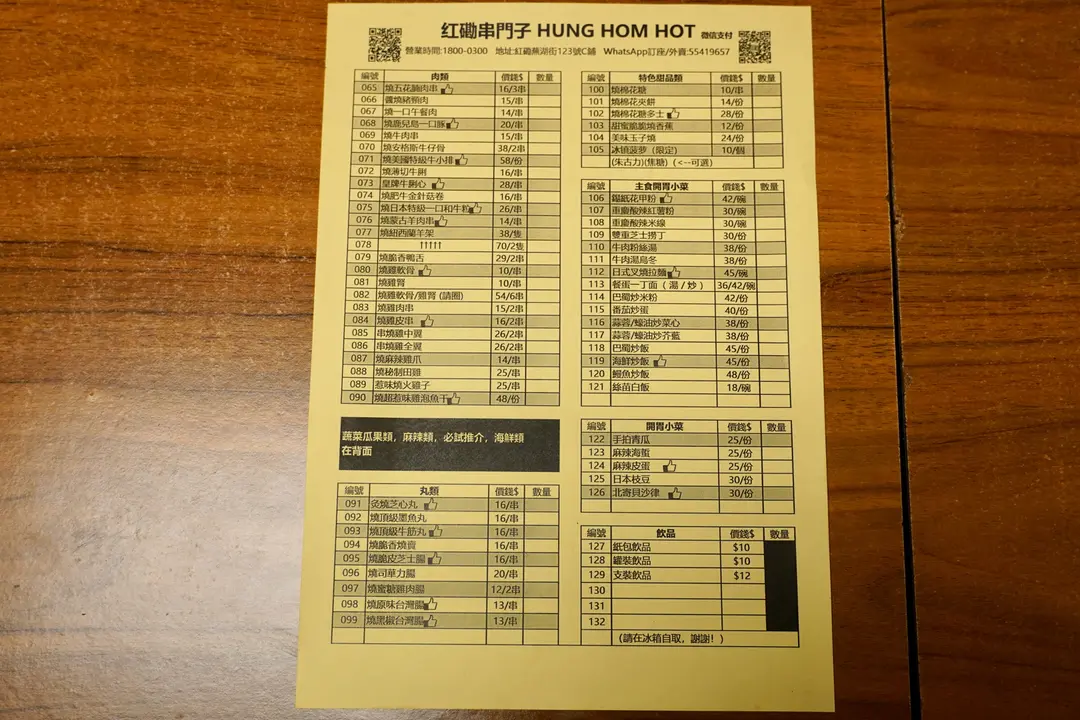 红磡串門子 HUNG HOM HOT 微信支付
營業時間:1800-0300 地址:紅磡蕪湖街123號C鋪 WhatsApp訂座/外賣:55419657
編號 肉類 價錢$ 數量
065 燒五花腩肉串 16/3串
066 醬燒豬頸肉 15/串
067 燒一口午餐肉 14/串
068 燒鹿兒島一口豚 20/串
069 燒牛肉串 15/串
070 燒安格斯牛仔骨 38/2串
071 燒美國特級牛小排 58/份
072 燒薄切牛脷 16/串
073 皇牌牛脷心 28/串
074 燒肥牛金針菇卷 16/串
075 燒日本特級一口和牛粒 26/串
076 燒蒙古羊肉串 14/串
077 燒紐西蘭羊架 38/隻
078 ↑↑↑↑↑ 70/2隻
079 燒脆香鴨舌 29/2串
080 燒雞軟骨 10/串
081 燒雞腎 10/串
082 燒雞軟骨/雞腎 (請圈) 54/6串
083 燒雞肉串 15/2串
084 燒雞皮串 16/2串
085 串燒雞中翼 26/2串
086 串燒雞全翼 26/2串
087 燒麻辣雞爪 14/串
088 燒秘制田雞 25/串
089 惹味燒火雞子 25/串
090 燒超惹味雞泡魚干 48/份
蔬菜瓜果類，麻辣類，必試推介，海鮮類
在背面
編號 丸類 價錢$ 數量
091 灸燒芝心丸 16/串
092 燒頂級墨魚丸 16/串
093 燒頂級牛筋丸 16/串
094 燒脆香燒賣 16/串
095 燒脆皮芝士腸 16/串
096 燒司華力腸 20/串
097 燒蜜糖雞肉腸 12/2串
098 燒原味台灣腸 13/串
099 燒黑椒台灣腸 13/串
編號 特色甜品類 價錢$ 數量
100 燒棉花糖 10/串
101 燒棉花夾餅 14/份
102 燒棉花糖多士 28/份
103 甜蜜脆脆燒香蕉 12/份
104 美味玉子燒 24/份
105 冰镜菠萝（限定） 10/個
(朱古力)(焦糖)（<--可選）
編號 主食開胃小菜 價錢$ 數量
106 錫紙花甲粉 42/碗
107 重慶酸辣紅薯粉 30/碗
108 重慶酸辣米線 30/碗
109 雙重芝士撈丁 30/份
110 牛肉粉絲湯 38/份
111 牛肉湯烏冬 38/份
112 日式叉燒拉麵 45/碗
113 餐蛋一丁面（ 湯 / 炒 ） 36/42/碗
114 巴蜀炒米粉 42/份
115 番茄炒蛋 40/份
116 蒜蓉/蠔油炒菜心 38/份
117 蒜蓉/蠔油炒芥藍 38/份
118 巴蜀炒飯 45/份
119 海鮮炒飯 45/份
120 鰻魚炒飯 48/份
121 絲苗白飯 18/碗
編號 開胃小菜 價錢$ 數量
122 手拍青瓜 25/份
123 麻辣海蜇 25/份
124 麻辣皮蛋 25/份
125 日本枝豆 30/份
126 北寄貝沙律 30/份
編號 飲品 價錢$ 數量
127 紙包飲品 $10
128 罐裝飲品 $10
129 支裝飲品 $12
130
131
132
（請在冰箱自取，謝謝！）